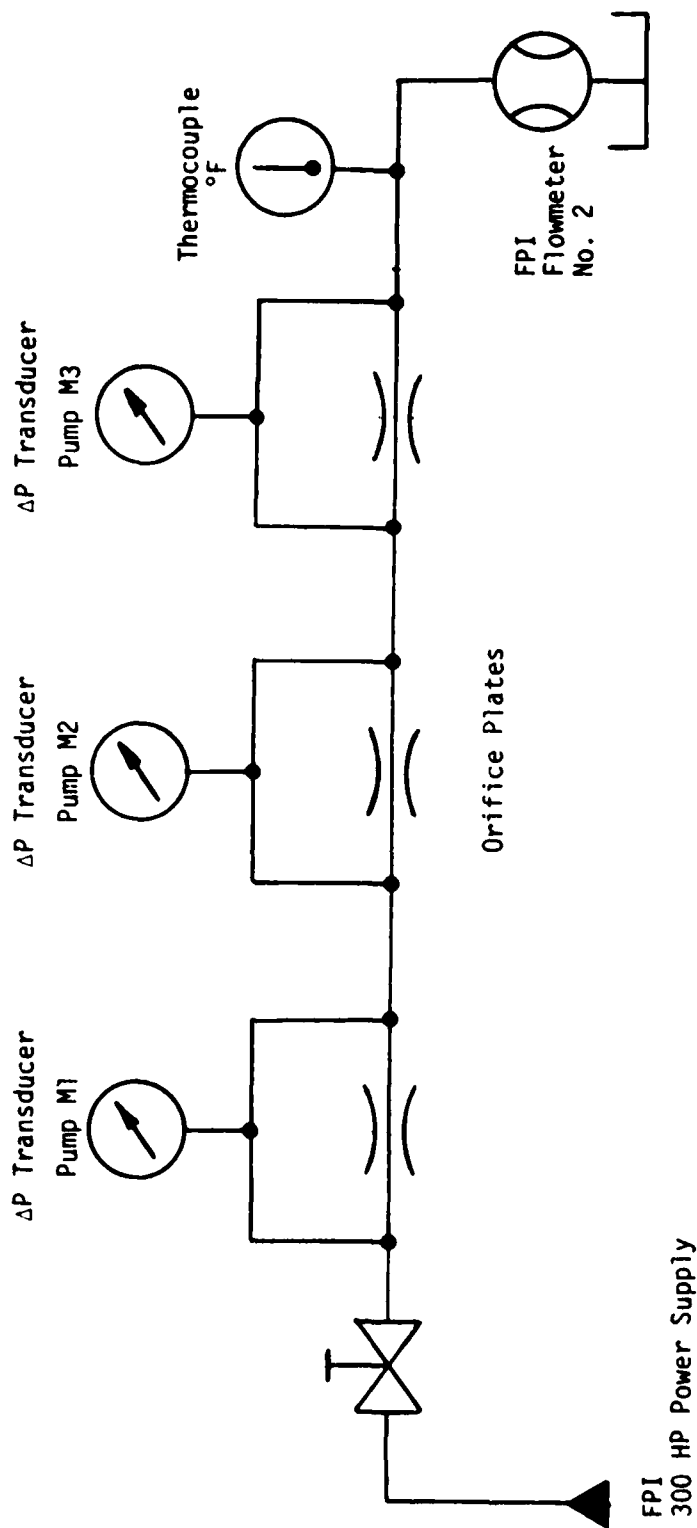 ΔP Transducer
Pump M1
ΔP Transducer
Pump M2
ΔP Transducer
Pump M3
Thermocouple
°F
Orifice Plates
FPI
300 HP Power Supply
FPI
Flowmeter
No. 2